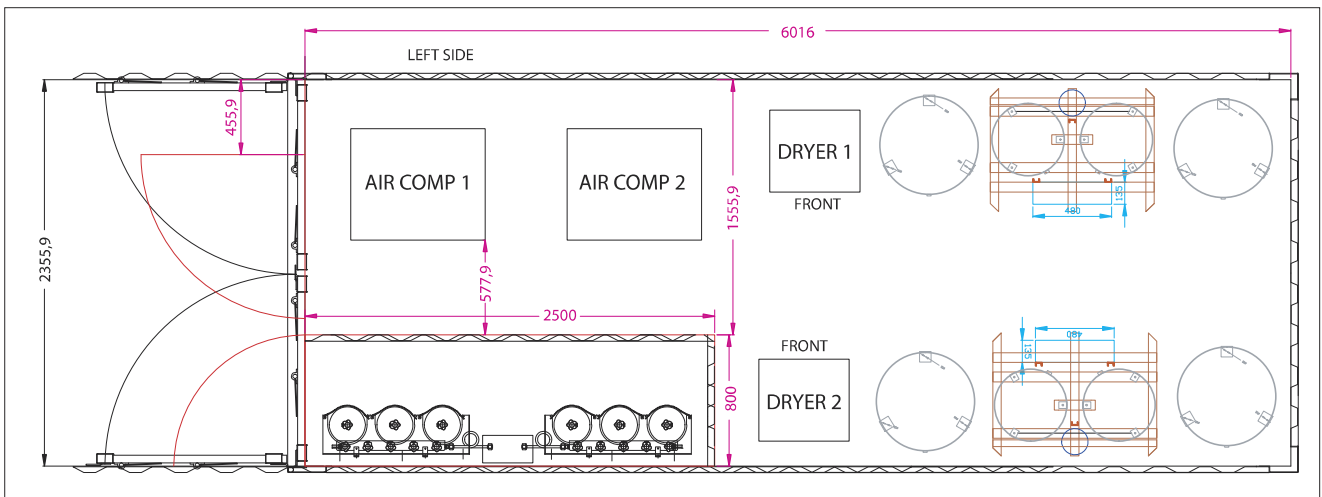 6016
LEFT SIDE
455,9
2355,9
AIR COMP 1
AIR COMP 2
DRYER 1
FRONT
1555,9
135
480
577,9
2500
FRONT
480
135
800
DRYER 2